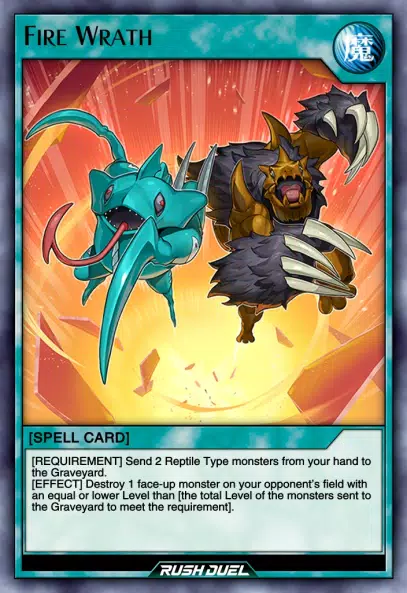 Fire Wrath
魔
[SPELL CARD]
[REQUIREMENT] Send 2 Reptile Type monsters from your hand to
the Graveyard.
[EFFECT] Destroy 1 face-up monster on your opponent's field with
an equal or lower Level than [the total Level of the monsters sent
to the Graveyard to meet the requirement].
RUSH DUEL